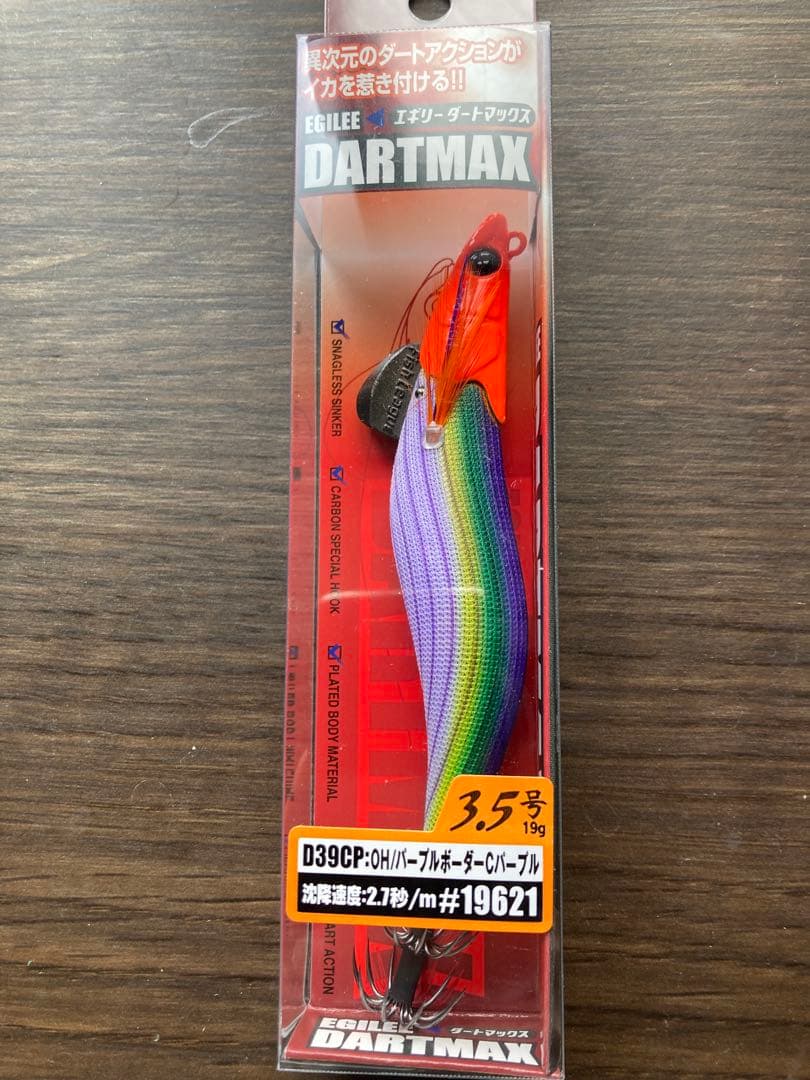 異次元のダートアクションが
イカを惹き付ける!!
EGILEE エギリー ダートマックス
DARTMAX
fish league
SNAGLESS SINKER
CARBON SPECIAL HOOK
PLATED BODY MATERIAL
ART ACTION
3.5号
19g
D39CP:OH/パープルボーダーCパープル
沈降速度:2.7秒/m #19621
EGILEE ダートマックス
DARTMAX